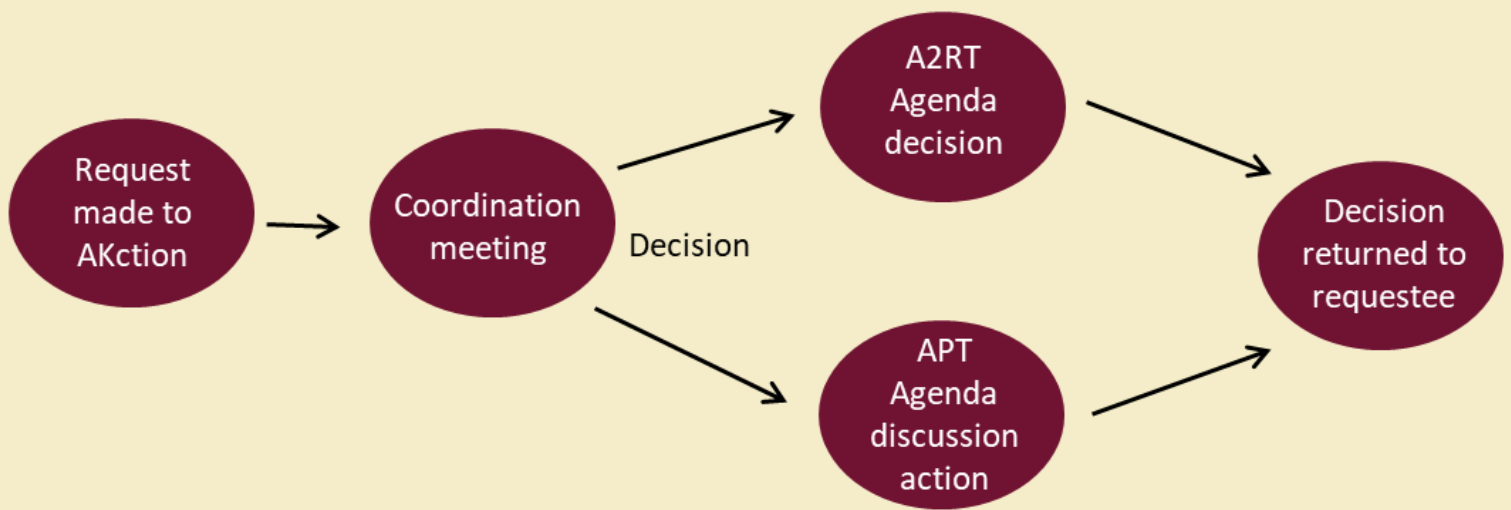 Request
made to
AKction
Coordination
meeting
Decision
A2RT
Agenda
decision
APT
Agenda
discussion
action
Decision
returned to
requestee